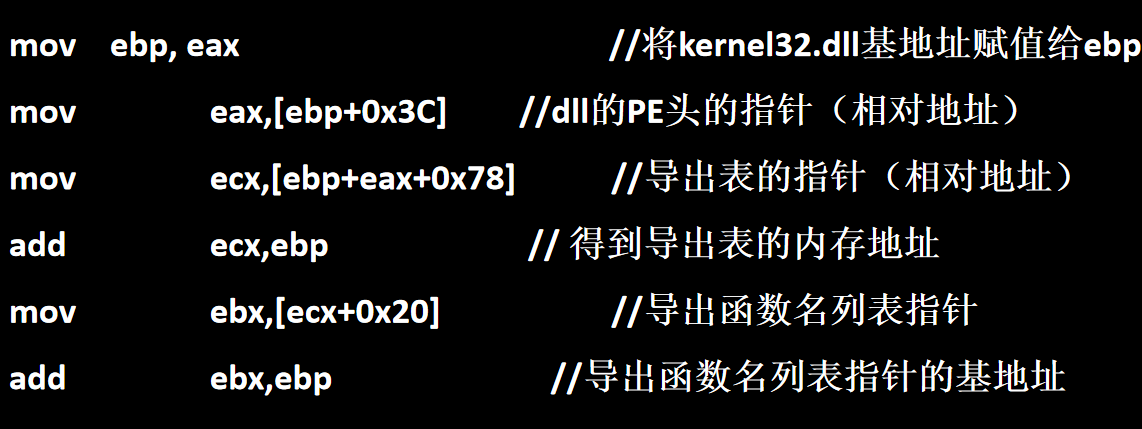 mov ebp, eax //将kernel32.dll基地址赋值给ebp
mov eax,[ebp+0x3C] //dll的PE头的指针（相对地址）
mov ecx,[ebp+eax+0x78] //导出表的指针（相对地址）
add ecx,ebp // 得到导出表的内存地址
mov ebx,[ecx+0x20] //导出函数名列表指针
add ebx,ebp //导出函数名列表指针的基地址